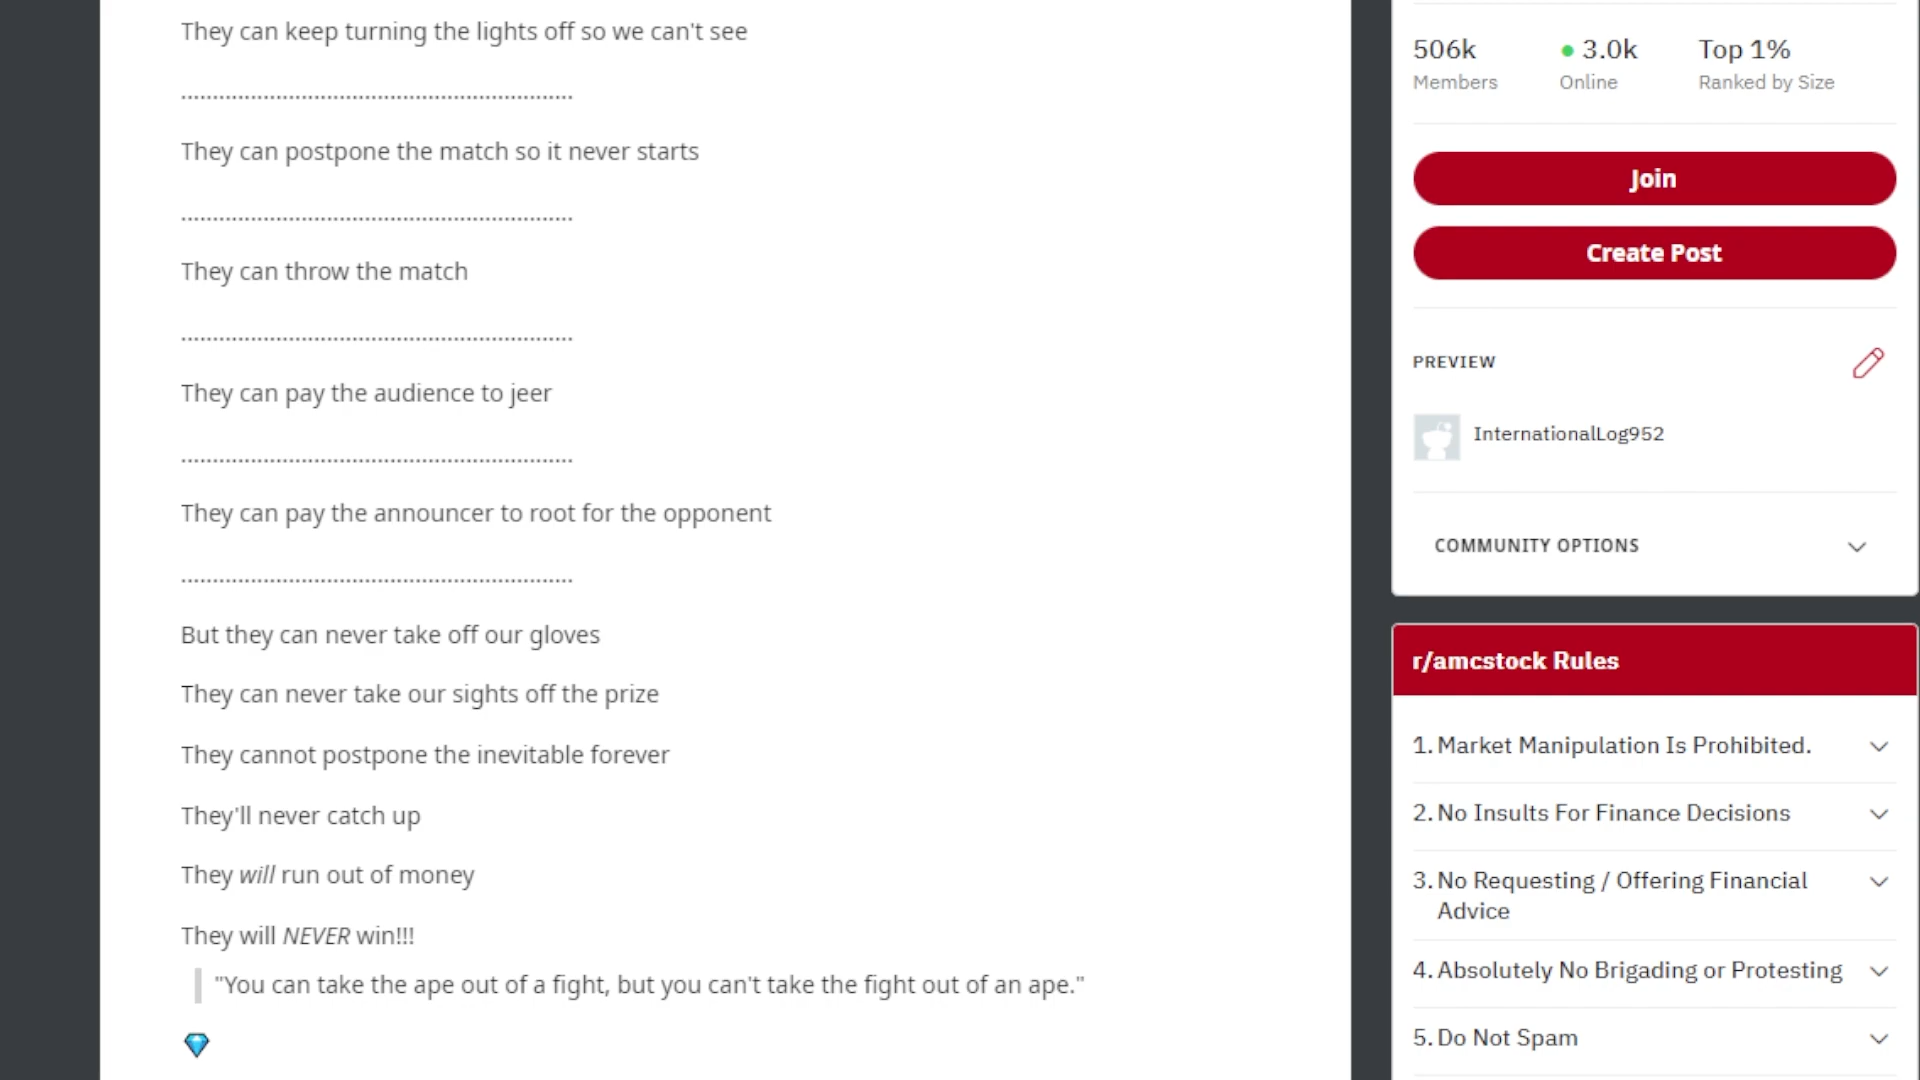 They can keep turning the lights off so we can't see
..............................................................
They can postpone the match so it never starts
..............................................................
They can throw the match
..............................................................
They can pay the audience to jeer
..............................................................
They can pay the announcer to root for the opponent
..............................................................
But they can never take off our gloves
They can never take our sights off the prize
They cannot postpone the inevitable forever
They'll never catch up
They will run out of money
They will NEVER win!!!
"You can take the ape out of a fight, but you can't take the fight out of an ape."
506k
Members
3.0k
Online
Top 1%
Ranked by Size
Join
Create Post
PREVIEW
InternationalLog952
COMMUNITY OPTIONS
r/amcstock Rules
1. Market Manipulation Is Prohibited.
2. No Insults For Finance Decisions
3. No Requesting / Offering Financial
Advice
4. Absolutely No Brigading or Protesting
5. Do Not Spam